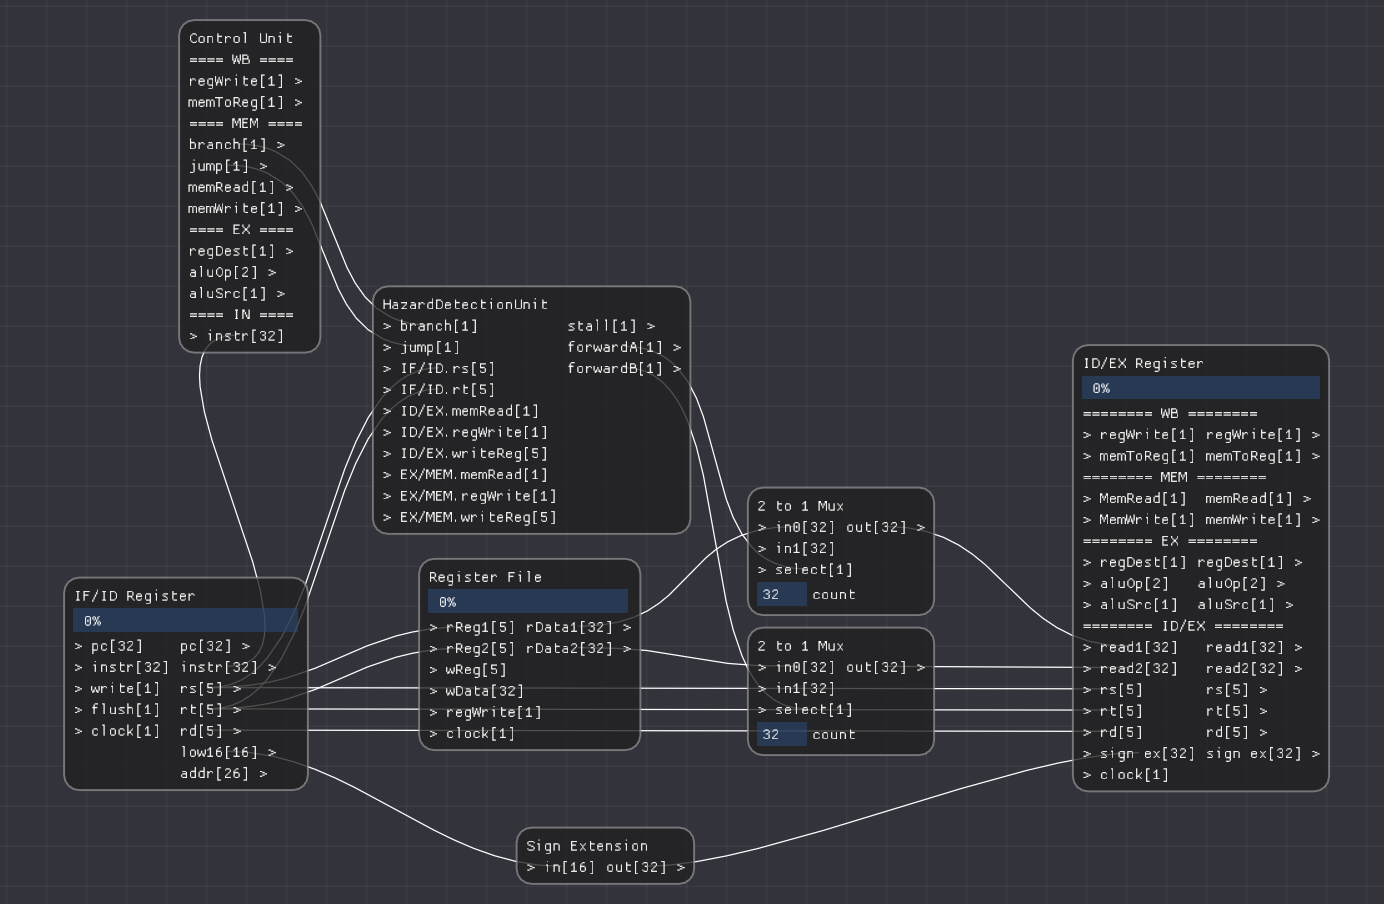 Control Unit
==== WB ====
regWrite[1] >
memToReg[1] >
==== MEM ====
branch[1] >
jump[1] >
memRead[1] >
memWrite[1] >
==== EX ====
regDest[1] >
aluOp[2] >
aluSrc[1] >
==== IN ====
> instr[32]
HazardDetectionUnit
> branch[1] stall[1] >
> jump[1] forwardA[1] >
> IF/ID.rs[5] forwardB[1] >
> IF/ID.rt[5]
> ID/EX.memRead[1]
> ID/EX.regWrite[1]
> ID/EX.writeReg[5]
> EX/MEM.memRead[1]
> EX/MEM.regWrite[1]
> EX/MEM.writeReg[5]
IF/ID Register
0%
> pc[32] pc[32] >
> instr[32] instr[32] >
> write[1] rs[5] >
> flush[1] rt[5] >
> clock[1] rd[5] >
low16[16] >
addr[26] >
Register File
0%
> rReg1[5] rData1[32] >
> rReg2[5] rData2[32] >
> wReg[5]
> wData[32]
> regWrite[1]
> clock[1]
2 to 1 Mux
> in0[32] out[32] >
> in1[32]
> select[1]
32 count
2 to 1 Mux
> in0[32] out[32] >
> in1[32]
> select[1]
32 count
Sign Extension
> in[16] out[32] >
ID/EX Register
0%
======== WB ========
> regWrite[1] regWrite[1] >
> memToReg[1] memToReg[1] >
======== MEM ========
> MemRead[1] memRead[1] >
> MemWrite[1] memWrite[1] >
======== EX ========
> regDest[1] regDest[1] >
> aluOp[2] aluOp[2] >
> aluSrc[1] aluSrc[1] >
======== ID/EX ========
> read1[32] read1[32] >
> read2[32] read2[32] >
> rs[5] rs[5] >
> rt[5] rt[5] >
> rd[5] rd[5] >
> sign ex[32] sign ex[32] >
> clock[1]